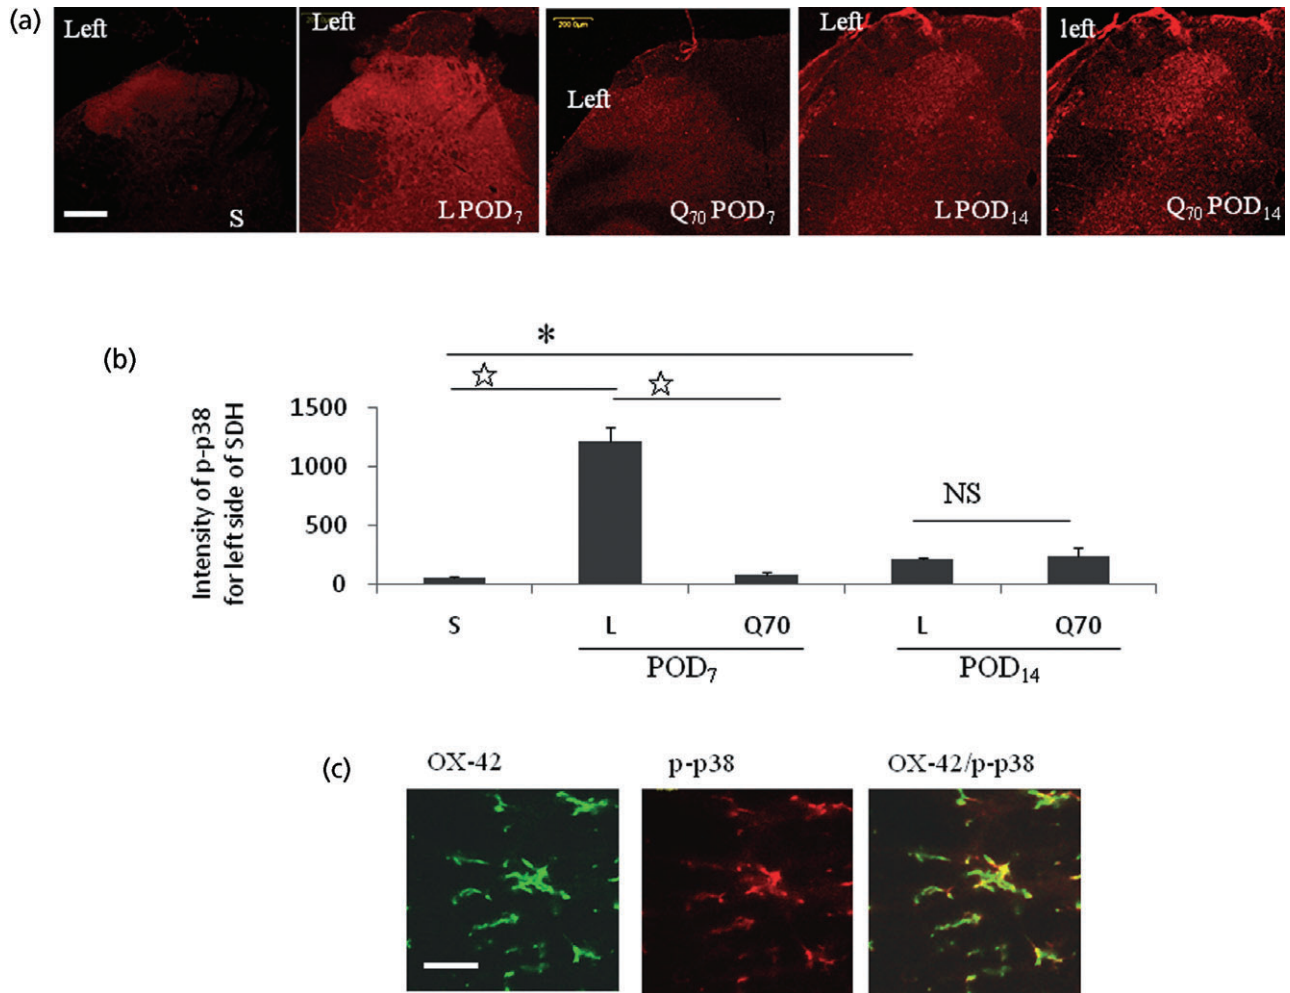 (a)
Left
Left
Left
Left
left
200.0µm
S
L POD7
Q70 POD7
L POD14
Q70 POD14
(b)
*
☆
☆
NS
Intensity of p-p38
for left side of SDH
1500
1000
500
0
S
L
Q70
L
Q70
POD7
POD14
(c)
OX-42
p-p38
OX-42/p-p38